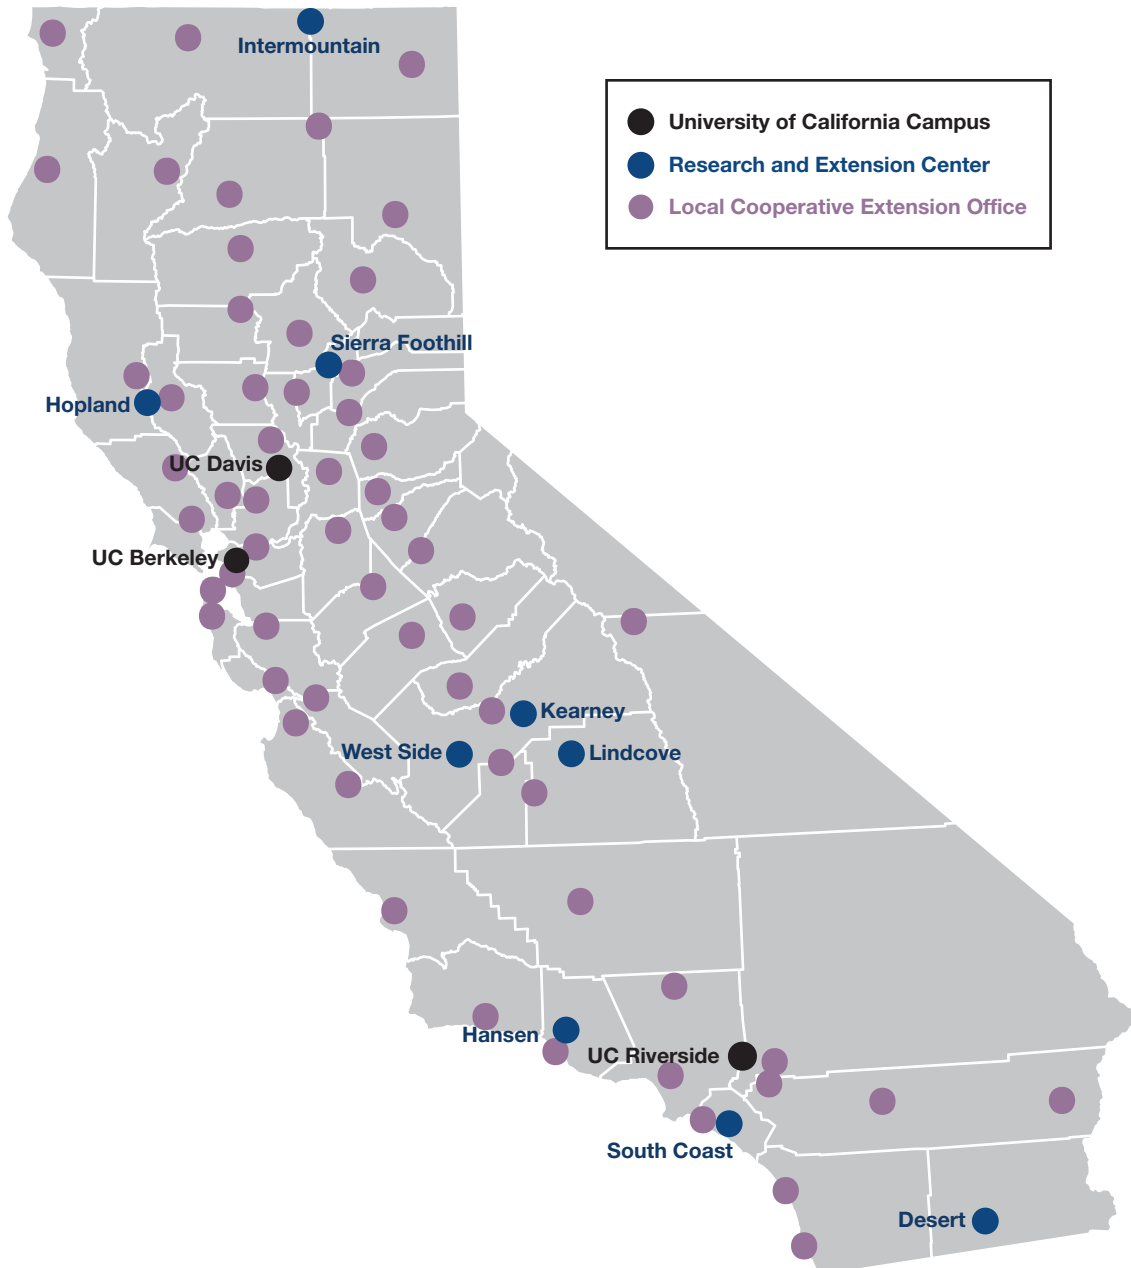 Intermountain
University of California Campus
Research and Extension Center
Local Cooperative Extension Office
Sierra Foothill
Hopland
UC Davis
UC Berkeley
Kearney
West Side
Lindcove
Hansen
UC Riverside
South Coast
Desert